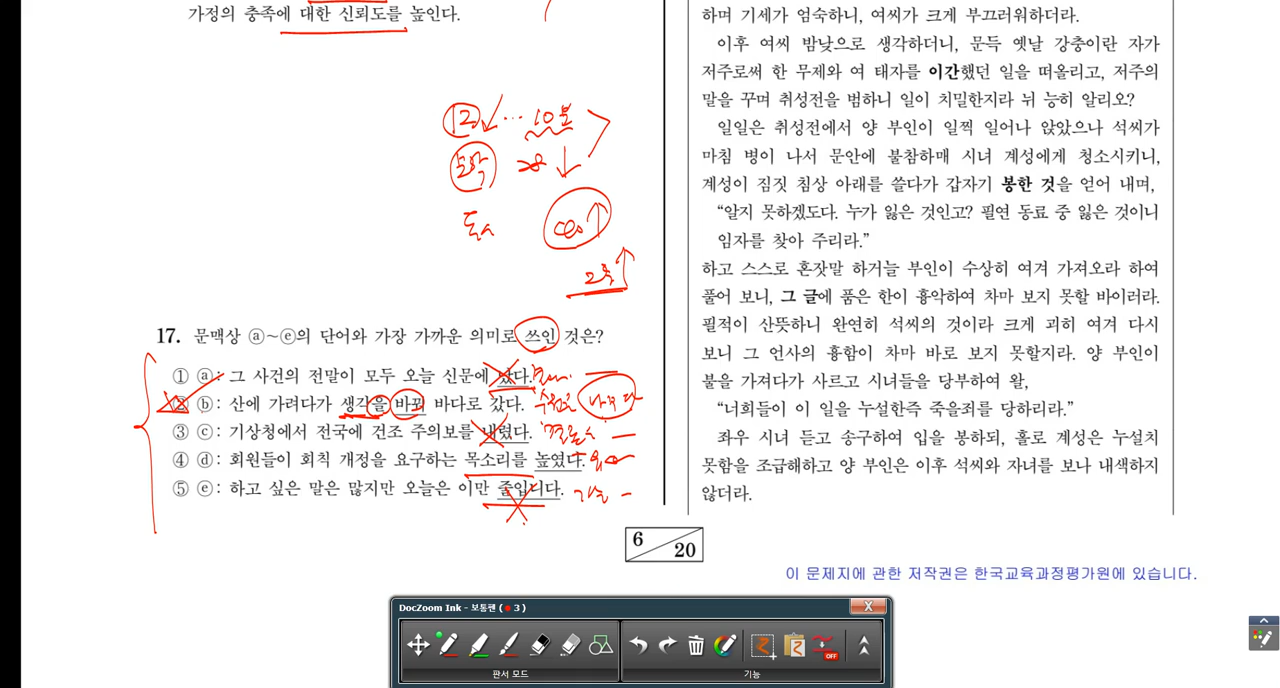 가정의 충족에 대한 신뢰도를 높인다.
12 … 10분
토막 28
CEO
17. 문맥상 ⓐ~ⓔ의 단어와 가장 가까운 의미로 쓰인 것은?
① ⓐ: 그 사건의 전말이 모두 오늘 신문에 났다.
② ⓑ: 산에 가려다가 생각을 바꿔 바다로 갔다.
③ ⓒ: 기상청에서 전국에 건조 주의보를 내렸다.
④ ⓓ: 회원들이 회칙 개정을 요구하는 목소리를 높였다.
⑤ ⓔ: 하고 싶은 말은 많지만 오늘은 이만 줄입니다.
하며 기세가 엄숙하니, 여씨가 크게 부끄러워하더라.
이후 여씨 밤낮으로 생각하더니, 문득 옛날 강충이란 자가
저주로써 한 무제와 여 태자를 이간했던 일을 떠올리고, 저주의
말을 꾸며 취성전을 범하니 일이 치밀한지라 뉘 능히 알리오?
일일은 취성전에서 양 부인이 일찍 일어나 앉았으나 석씨가
마침 병이 나서 문안에 불참하매 시녀 계성에게 청소시키니,
계성이 짐짓 침상 아래를 쓸다가 갑자기 봉한 것을 얻어 내며,
“알지 못하겠도다. 누가 잃은 것인고? 필연 동료 중 잃은 것이니
임자를 찾아 주리라.”
하고 스스로 혼잣말 하거늘 부인이 수상히 여겨 가져오라 하여
풀어 보니, 그 글에 품은 한이 흉악하여 차마 보지 못할 바이러라.
필적이 산뜻하니 완연히 석씨의 것이라 크게 괴히 여겨 다시
보니 그 언사의 흉함이 차마 바로 보지 못할지라. 양 부인이
불을 가져다가 사르고 시녀들을 당부하여 왈,
“너희들이 이 일을 누설한즉 죽을죄를 당하리라.”
좌우 시녀 듣고 송구하여 입을 봉하되, 홀로 계성은 누설치
못함을 조급해하고 양 부인은 이후 석씨와 자녀를 보나 내색하지
않더라.
6 20
이 문제지에 관한 저작권은 한국교육과정평가원에 있습니다.
DocZoom Ink - 보통펜 ( 3 )
OFF
판서 모드 기능